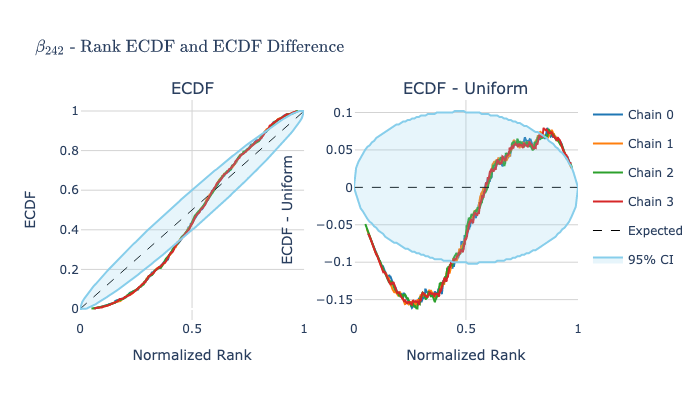 β242 - Rank ECDF and ECDF Difference
ECDF
ECDF - Uniform
ECDF
1
0.8
0.6
0.4
0.2
0
0
0.5
1
Normalized Rank
ECDF - Uniform
0.1
0.05
0
−0.05
−0.1
−0.15
0
0.5
1
Normalized Rank
Chain 0
Chain 1
Chain 2
Chain 3
Expected
95% CI